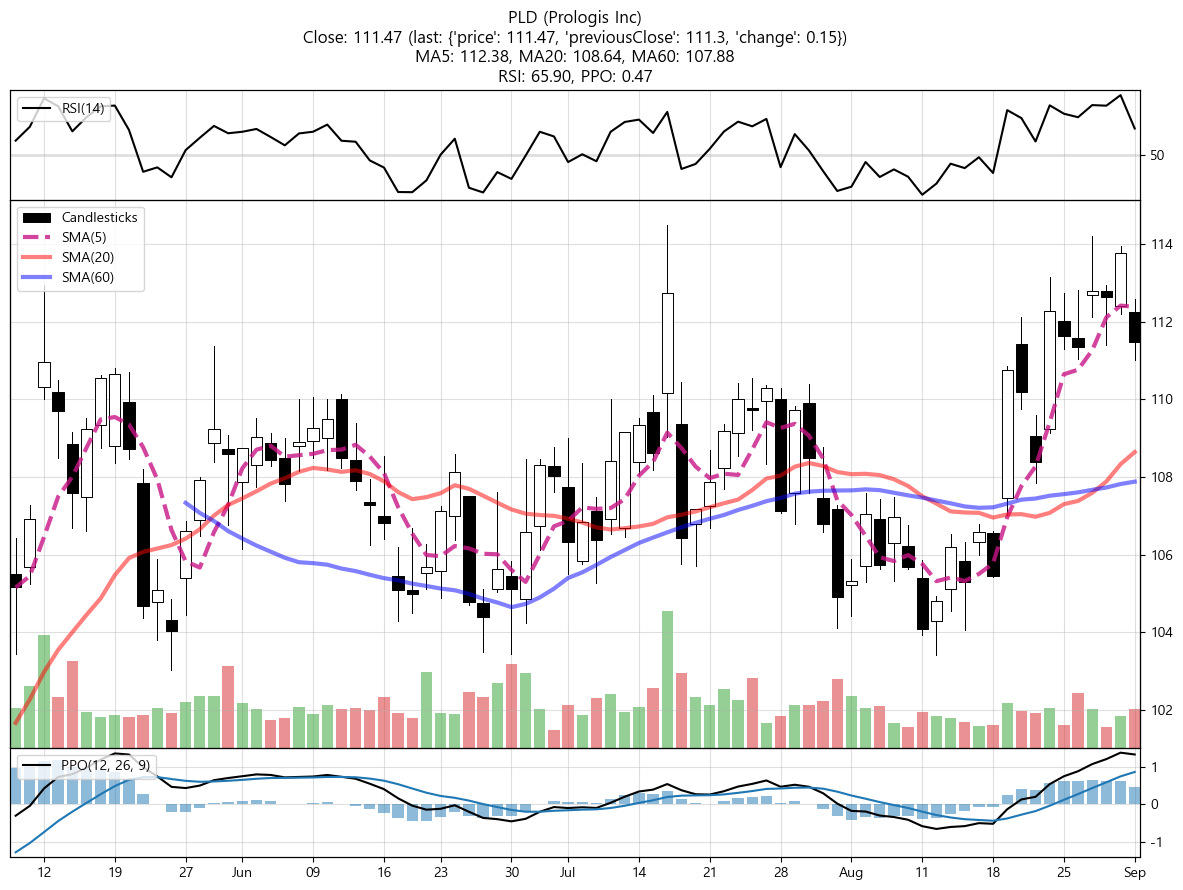 PLD (Prologis Inc)
Close: 111.47 (last: {'price': 111.47, 'previousClose': 111.3, 'change': 0.15})
MA5: 112.38, MA20: 108.64, MA60: 107.88
RSI: 65.90, PPO: 0.47
RSI(14)
50
Candlesticks
SMA(5)
SMA(20)
SMA(60)
114
112
110
108
106
104
102
PPO(12, 26, 9)
1
0
-1
12 19 27 Jun 09 16 23 30 Jul 14 21 28 Aug 11 18 25 Sep